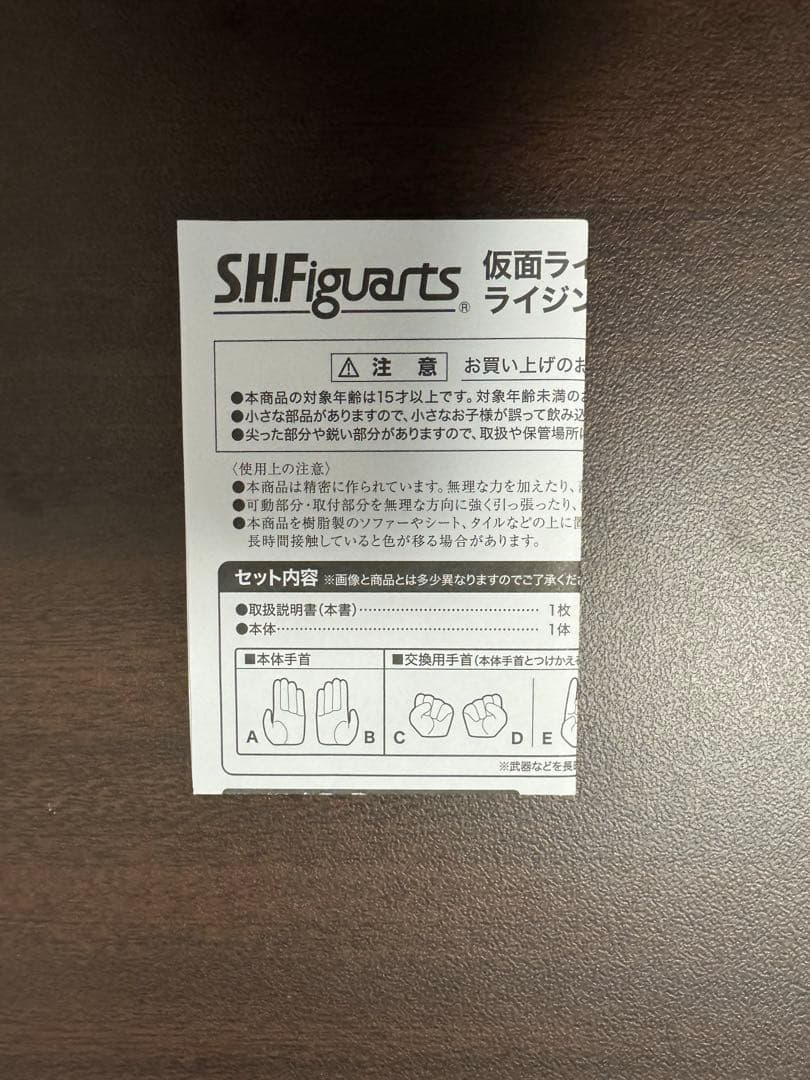 S.H.Figuarts® 仮面ライ
ライジン
⚠ 注 意 お買い上げのお
●本商品の対象年齢は15才以上です。対象年齢未満のお
●小さな部品がありますので、小さなお子様が誤って飲み込
●尖った部分や鋭い部分がありますので、取扱や保管場所に
〈使用上の注意〉
●本商品は精密に作られています。無理な力を加えたり、
●可動部分・取付部分を無理な方向に強く引っ張ったり、
●本商品を樹脂製のソファーやシート、タイルなどの上に
長時間接触していると色が移る場合があります。
セット内容 ※画像と商品とは多少異なりますのでご了承くだ
●取扱説明書(本書) 1枚
●本体 1体
■本体手首 ■交換用手首(本体手首とつけかえ
A B C D E
※武器などを長